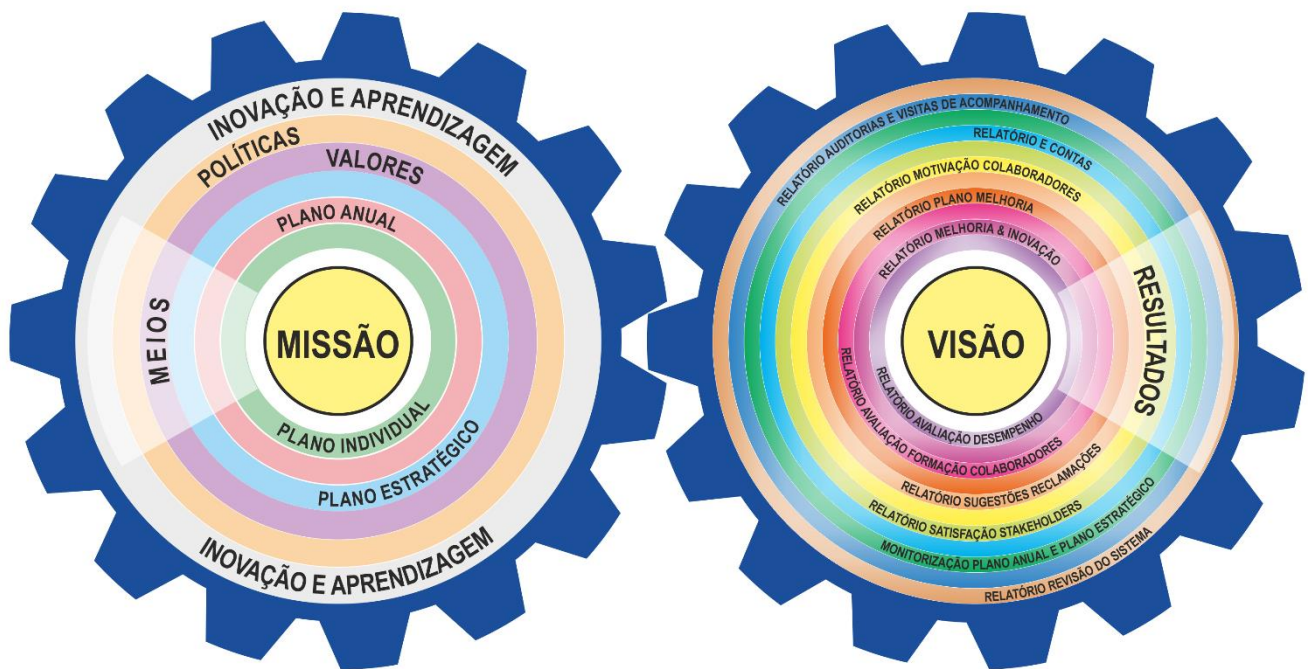 INOVAÇÃO E APRENDIZAGEM
POLÍTICAS
VALORES
PLANO ANUAL
MEIOS
MISSÃO
PLANO INDIVIDUAL
PLANO ESTRATÉGICO
INOVAÇÃO E APRENDIZAGEM
RELATÓRIO AUDITORIAS E VISITAS DE ACOMPANHAMENTO
RELATÓRIO E CONTAS
RELATÓRIO MOTIVAÇÃO COLABORADORES
RELATÓRIO PLANO MELHORIA
RELATÓRIO MELHORIA & INOVAÇÃO
VISÃO
RESULTADOS
RELATÓRIO AVALIAÇÃO DESEMPENHO
RELATÓRIO AVALIAÇÃO FORMAÇÃO COLABORADORES
RELATÓRIO SUGESTÕES RECLAMAÇÕES
RELATÓRIO SATISFAÇÃO STAKEHOLDERS
MONITORIZAÇÃO PLANO ANUAL E PLANO ESTRATÉGICO
RELATÓRIO REVISÃO DO SISTEMA